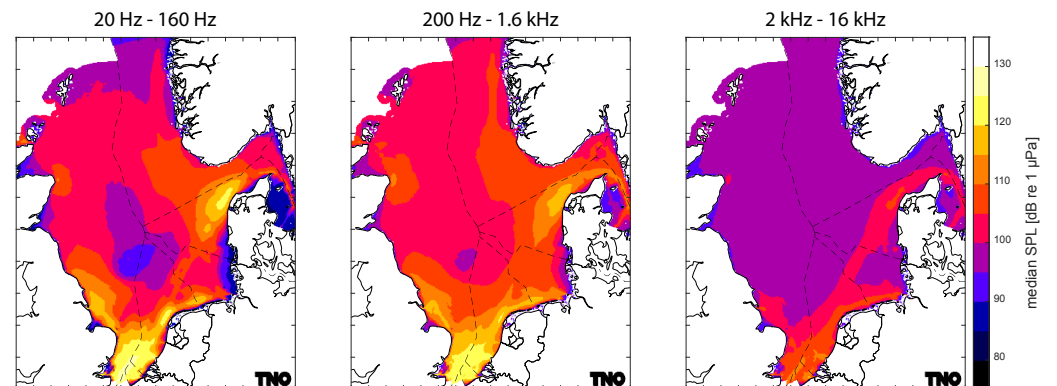 20 Hz - 160 Hz
200 Hz - 1.6 kHz
2 kHz - 16 kHz
130
120
110
100
90
80
median SPL [dB re 1 µPa]
TNO
TNO
TNO